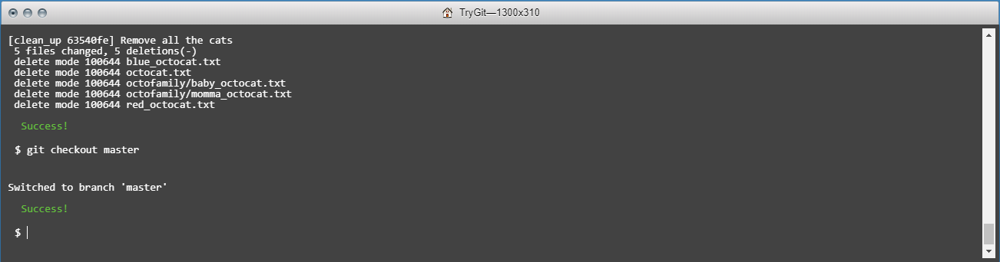 TryGit—1300x310
[clean_up 63540fe] Remove all the cats
5 files changed, 5 deletions(-)
delete mode 100644 blue_octocat.txt
delete mode 100644 octocat.txt
delete mode 100644 octofamily/baby_octocat.txt
delete mode 100644 octofamily/momma_octocat.txt
delete mode 100644 red_octocat.txt
Success!
$ git checkout master
Switched to branch 'master'
Success!
$